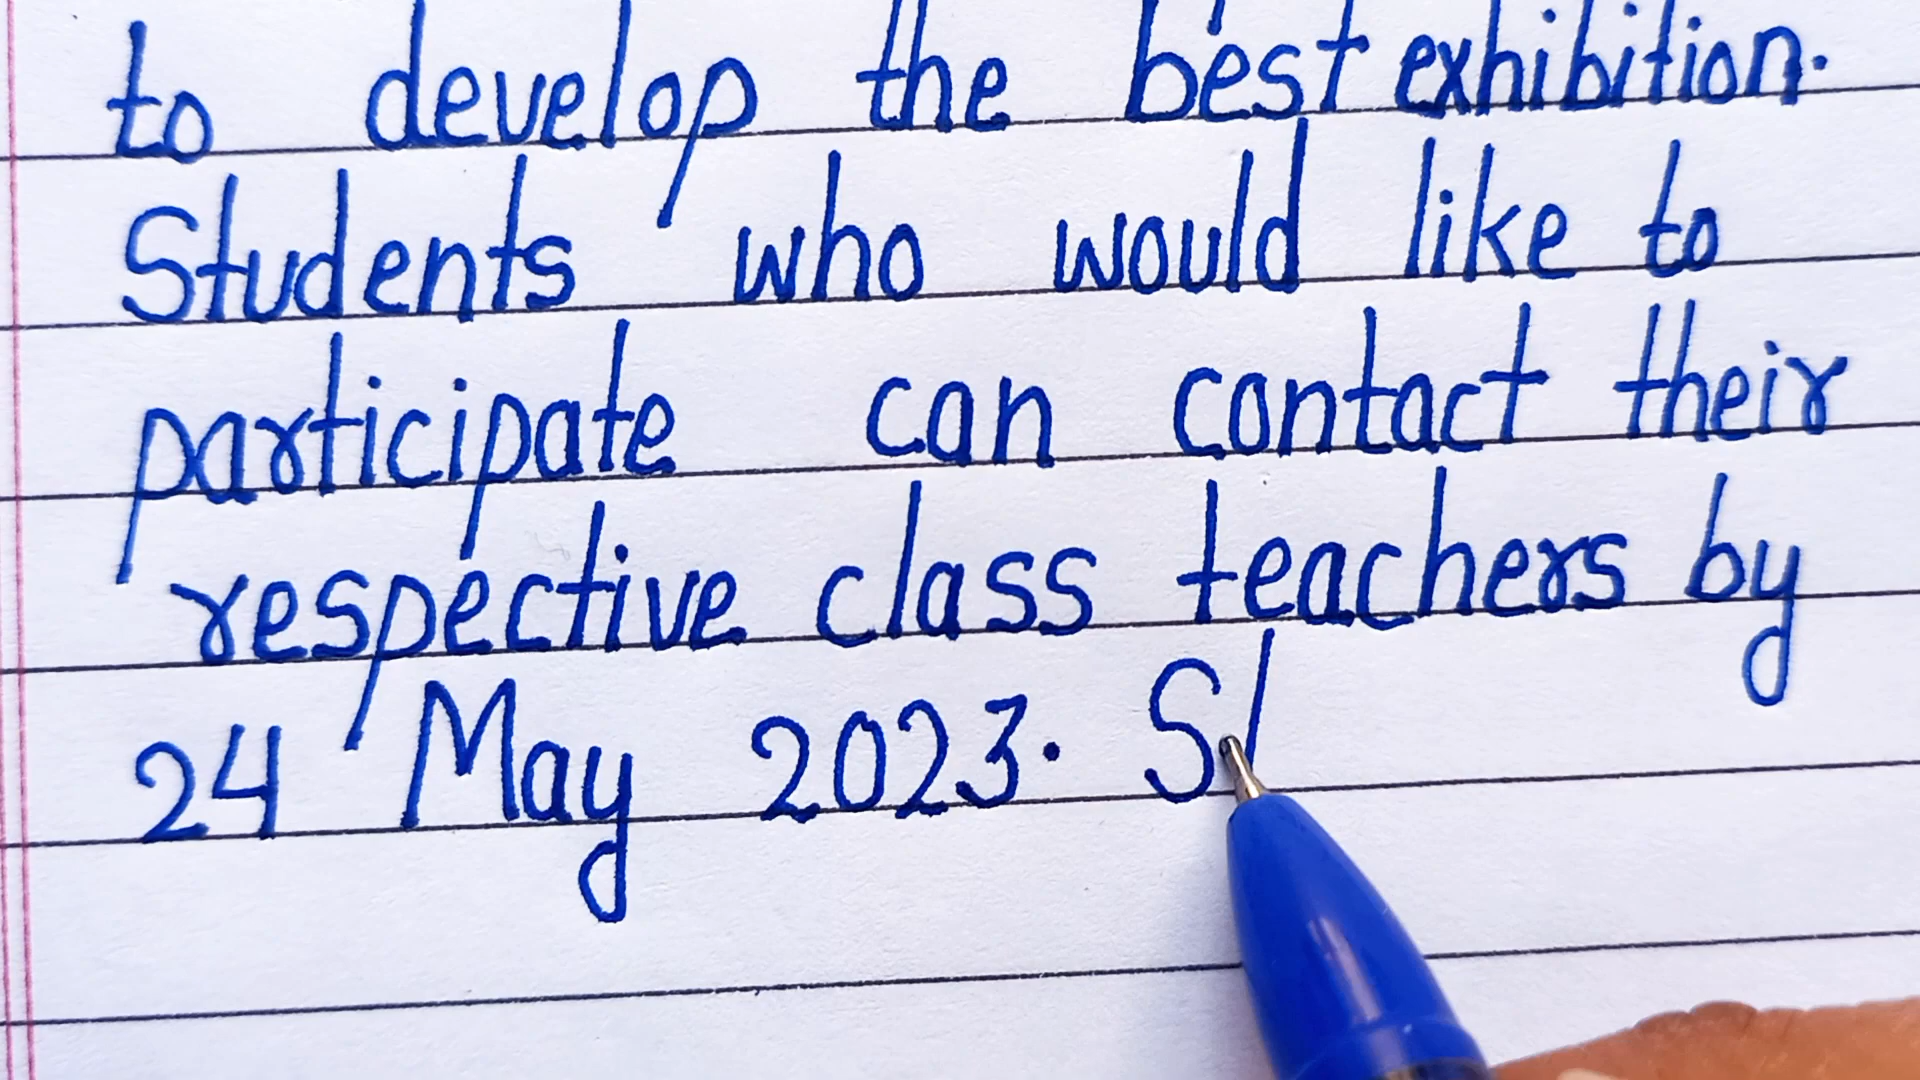 to develop the best exhibition.
Students who would like to
participate can contact their
respective class teachers by
24 May 2023.